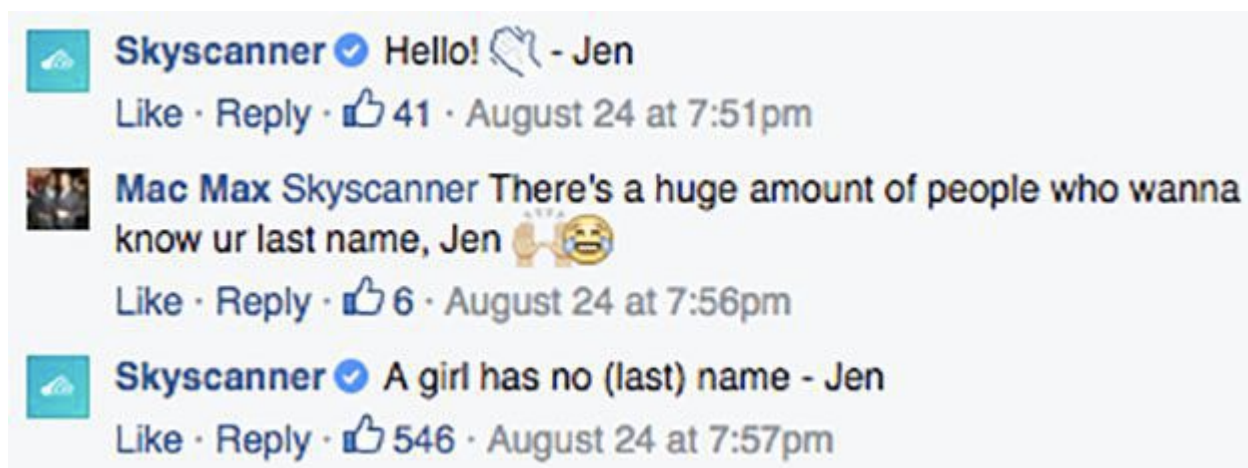 Skyscanner Hello! 👋 - Jen
Like · Reply · 41 · August 24 at 7:51pm
Mac Max Skyscanner There's a huge amount of people who wanna
know ur last name, Jen 🙌🏼😂
Like · Reply · 6 · August 24 at 7:56pm
Skyscanner A girl has no (last) name - Jen
Like · Reply · 546 · August 24 at 7:57pm